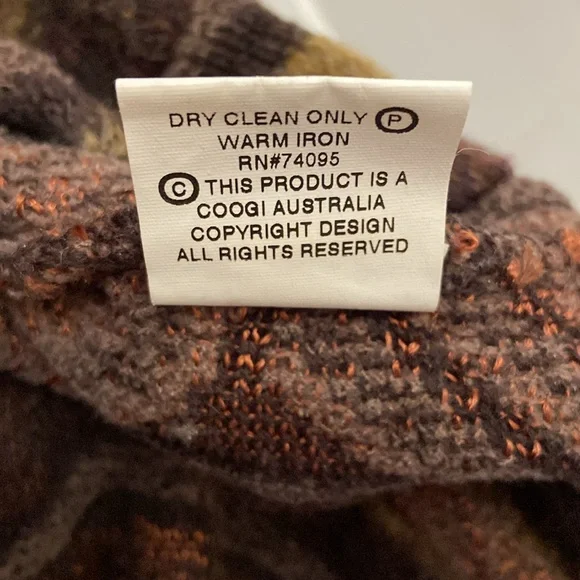 DRY CLEAN ONLY Ⓟ
WARM IRON
RN#74095
© THIS PRODUCT IS A
COOGI AUSTRALIA
COPYRIGHT DESIGN
ALL RIGHTS RESERVED